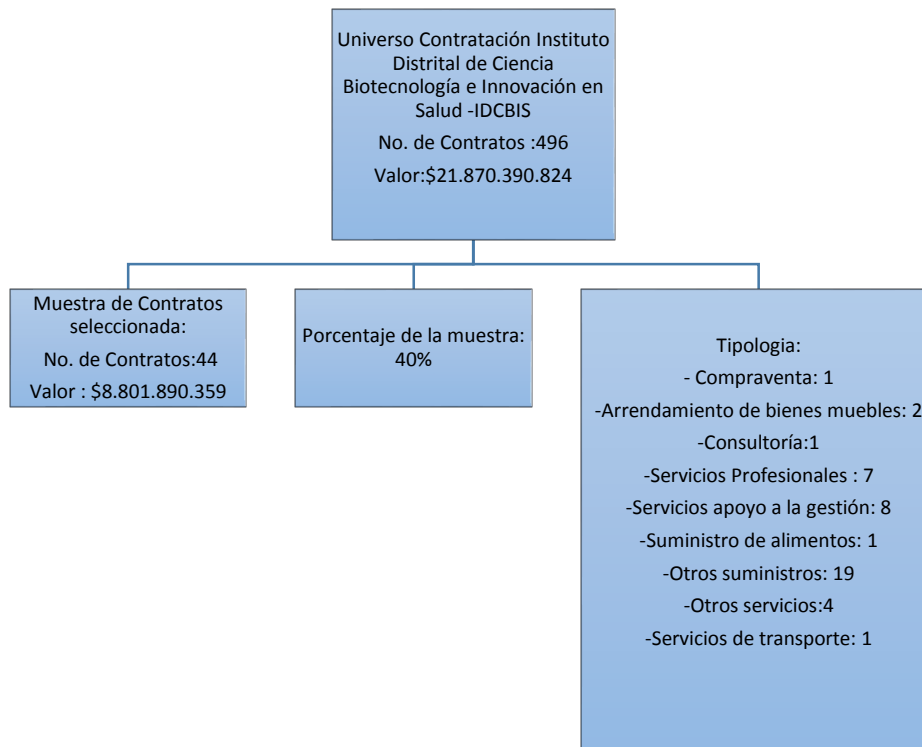 Universo Contratación Instituto
Distrital de Ciencia
Biotecnología e Innovación en
Salud -IDCBIS
No. de Contratos :496
Valor:$21.870.390.824
Muestra de Contratos
seleccionada:
No. de Contratos:44
Valor : $8.801.890.359
Porcentaje de la muestra:
40%
Tipologia:
- Compraventa: 1
-Arrendamiento de bienes muebles: 2
-Consultoría:1
-Servicios Profesionales : 7
-Servicios apoyo a la gestión: 8
-Suministro de alimentos: 1
-Otros suministros: 19
-Otros servicios:4
-Servicios de transporte: 1